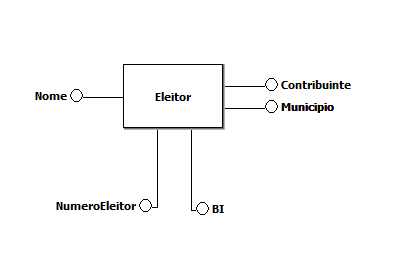 Contribuinte
Nome
Eleitor
Municipio
NumeroEleitor
BI